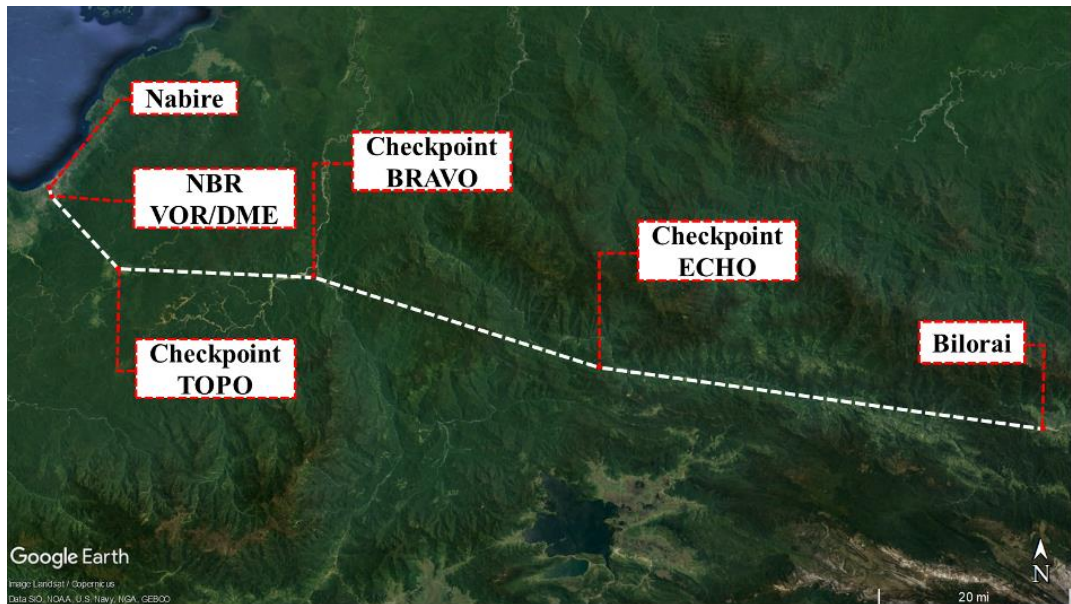 Nabire
NBR
VOR/DME
Checkpoint
BRAVO
Checkpoint
ECHO
Bilorai
Checkpoint
TOPO
Google Earth
Image Landsat / Copernicus
Data SIO, NOAA, U.S. Navy, NGA, GEBCO
N
20 mi